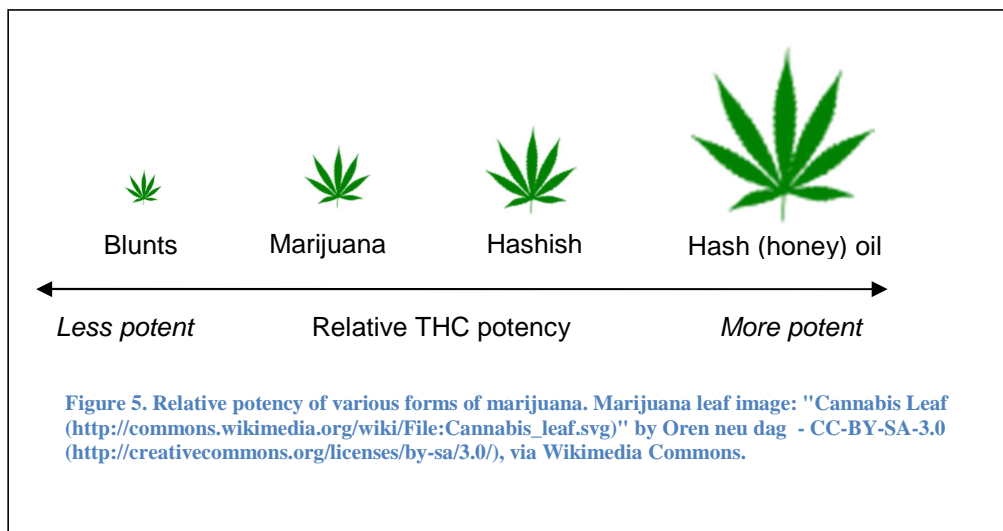 Blunts Marijuana Hashish Hash (honey) oil
Less potent Relative THC potency More potent
Figure 5. Relative potency of various forms of marijuana. Marijuana leaf image: "Cannabis Leaf
(http://commons.wikimedia.org/wiki/File:Cannabis_leaf.svg)" by Oren neu dag - CC-BY-SA-3.0
(http://creativecommons.org/licenses/by-sa/3.0/), via Wikimedia Commons.